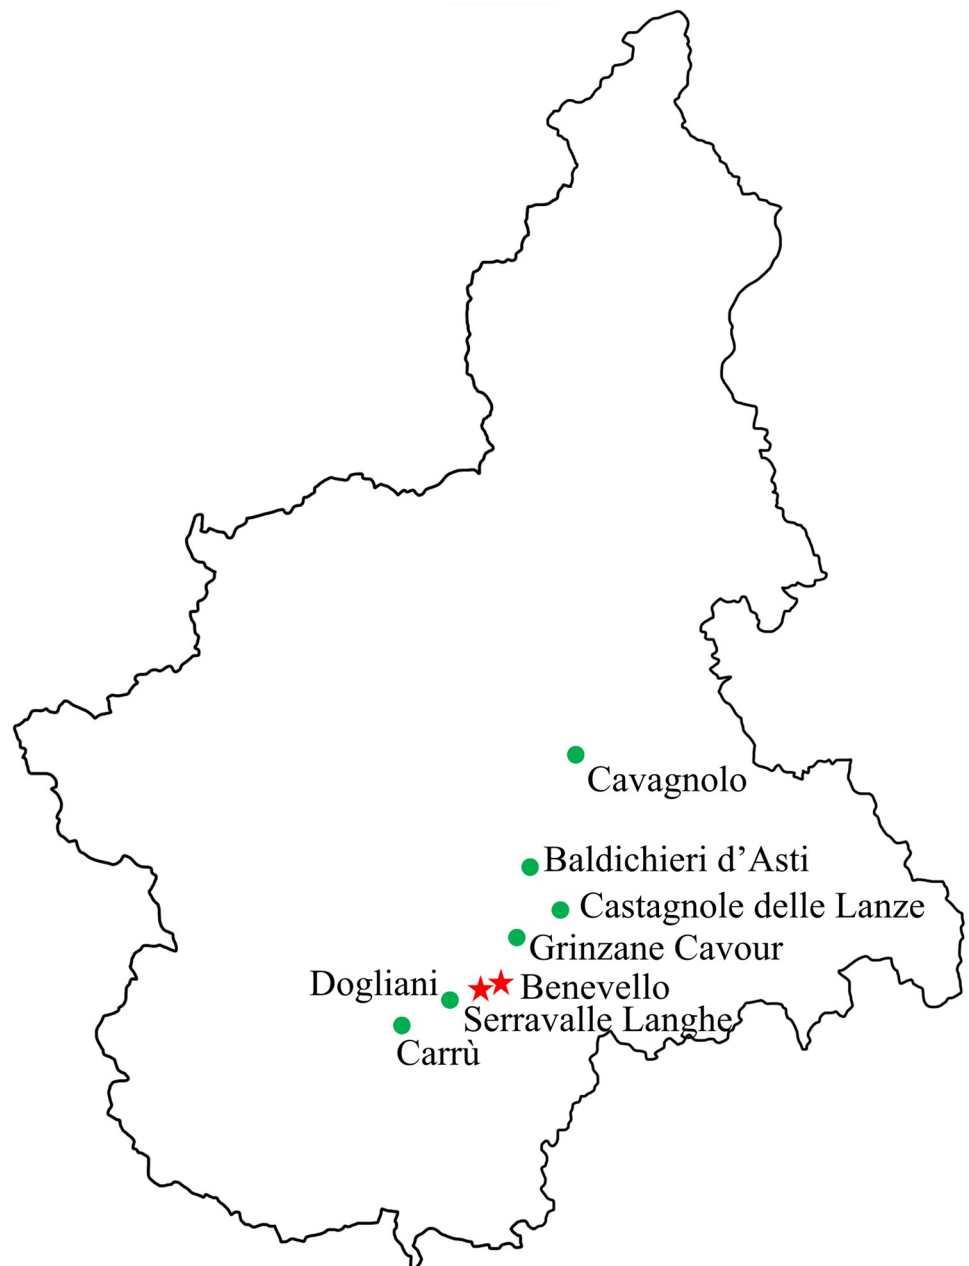 Cavagnolo
Baldichieri d’Asti
Castagnole delle Lanze
Grinzane Cavour
Dogliani
Benevello
Serravalle Langhe
Carrù